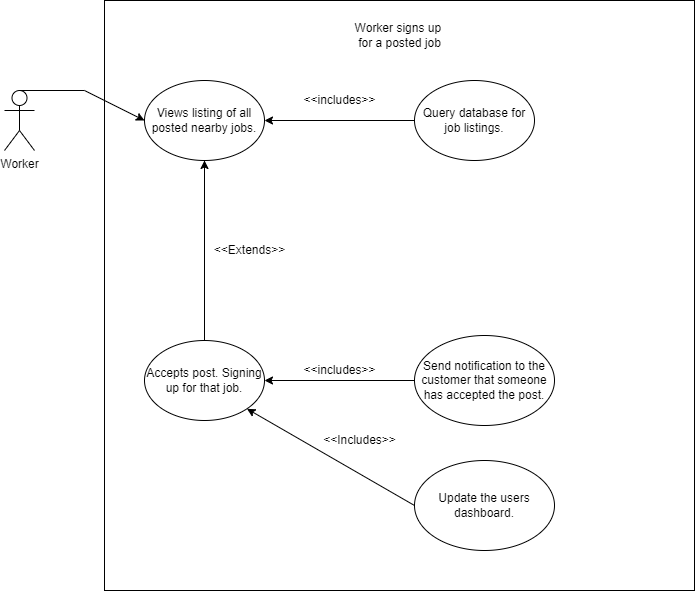 Worker signs up
for a posted job
Views listing of all
posted nearby jobs.
<<includes>>
Query database for
job listings.
Worker
<<Extends>>
Accepts post. Signing
up for that job.
<<includes>>
Send notification to the
customer that someone
has accepted the post.
<<Includes>>
Update the users
dashboard.